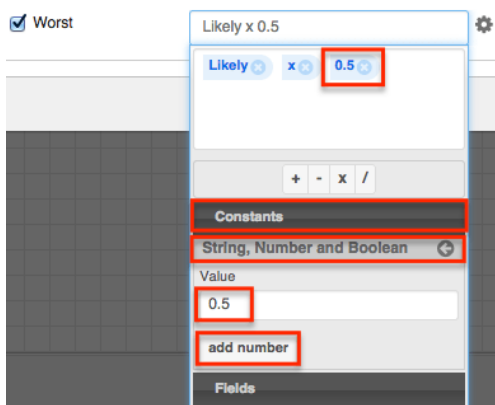 Worst
Likely x 0.5
Likely x 0.5
+ - x /
Constants
String, Number and Boolean
Value
0.5
add number
Fields